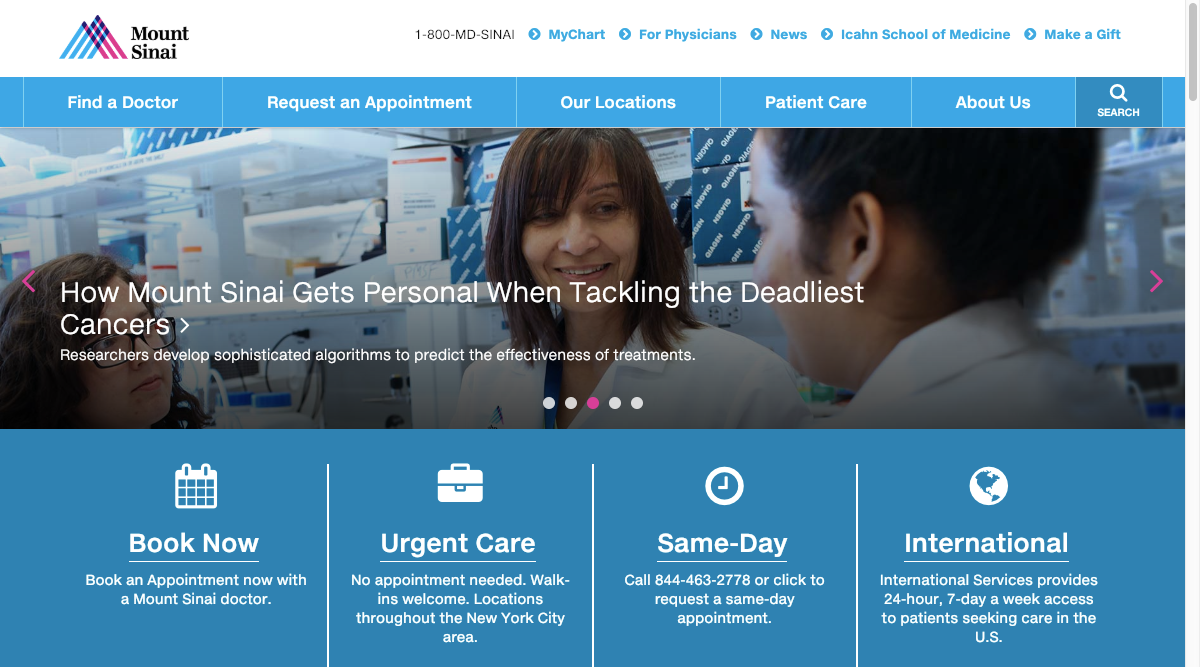 Mount
Sinai
1-800-MD-SINAI MyChart For Physicians News Icahn School of Medicine Make a Gift
Find a Doctor Request an Appointment Our Locations Patient Care About Us SEARCH
QIAGEN
QIAGEN
How Mount Sinai Gets Personal When Tackling the Deadliest
Cancers
Researchers develop sophisticated algorithms to predict the effectiveness of treatments.
Book Now
Book an Appointment now with
a Mount Sinai doctor.
Urgent Care
No appointment needed. Walk-
ins welcome. Locations
throughout the New York City
area.
Same-Day
Call 844-463-2778 or click to
request a same-day
appointment.
International
International Services provides
24-hour, 7-day a week access
to patients seeking care in the
U.S.